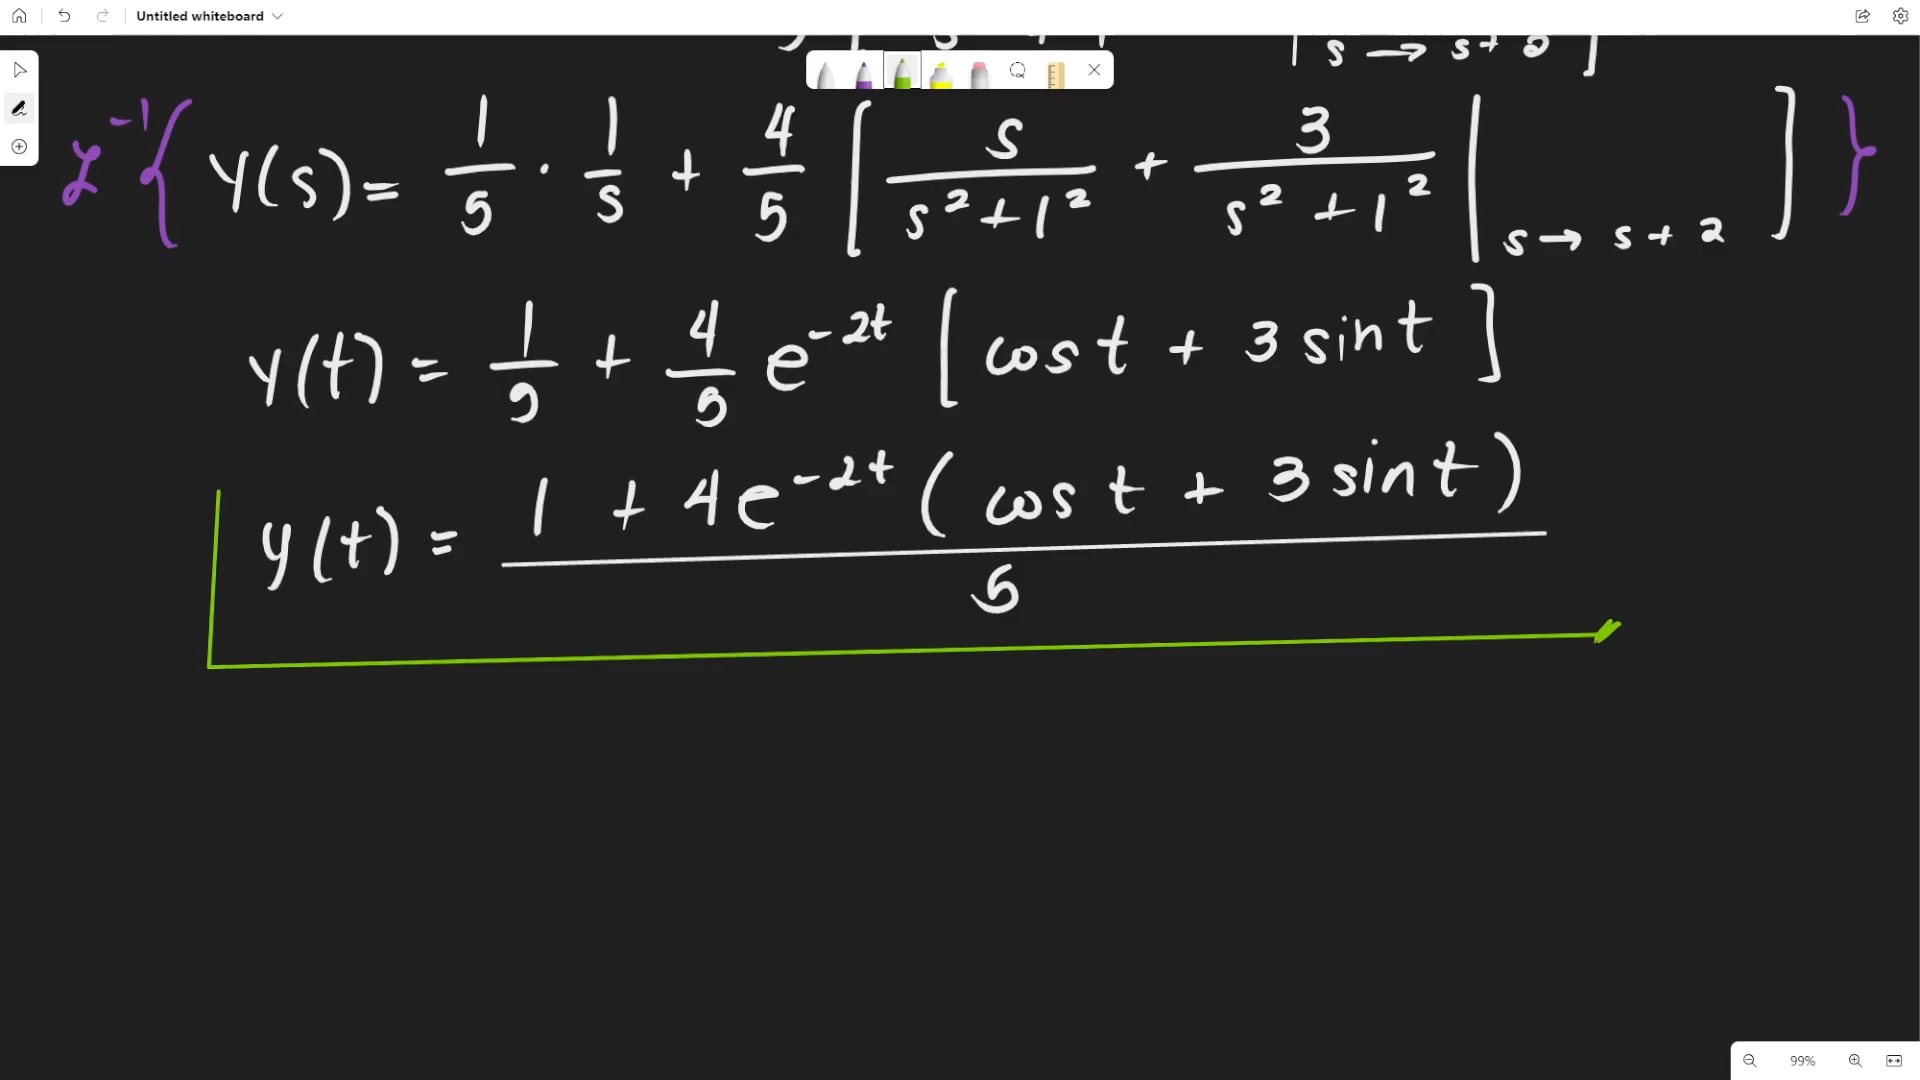 Untitled whiteboard
s → s + 2 ]
ℒ⁻¹{ Y(s) = 1/5 · 1/s + 4/5 [ s/(s² + 1²) + 3/(s² + 1²) | s → s + 2 ] }
y(t) = 1/5 + 4/5 e^(-2t) [ cos t + 3 sin t ]
y(t) = 1 + 4e^(-2t) ( cos t + 3 sin t ) / 5
99%